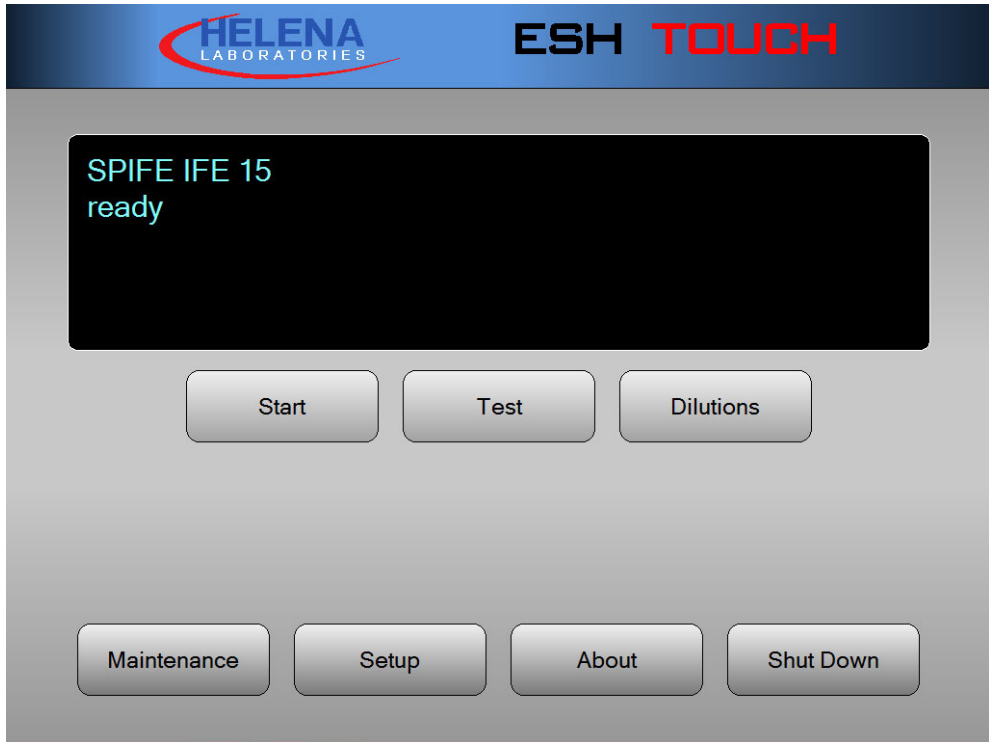 HELENA
LABORATORIES
ESH TOUCH
SPIFE IFE 15
ready
Start
Test
Dilutions
Maintenance
Setup
About
Shut Down